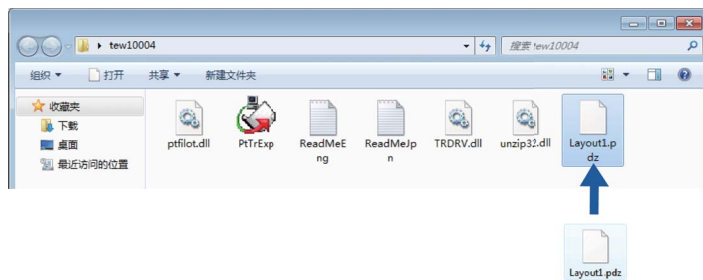 tew10004
搜索 tew10004
组织
打开
共享
新建文件夹
收藏夹
下载
桌面
最近访问的位置
ptfilot.dll
PtTrExp
ReadMeE
ng
ReadMeJp
n
TRDRV.dll
unzip32.dll
Layout1.p
dz
Layout1.pdz